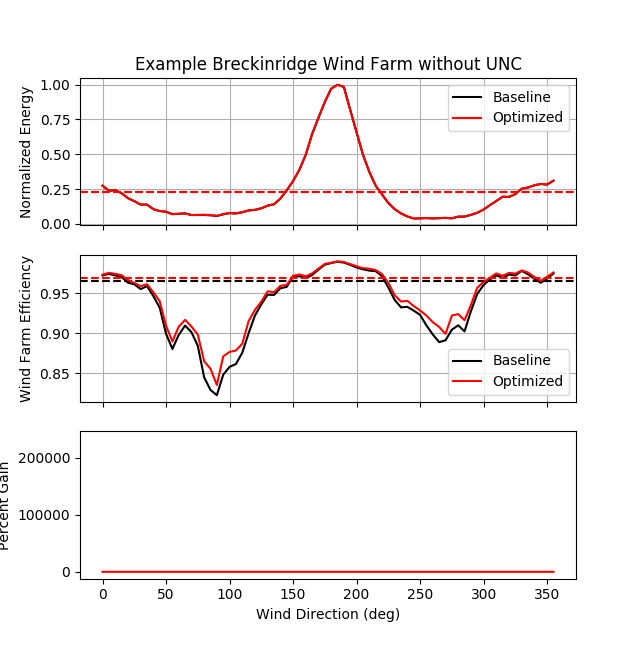 Example Breckinridge Wind Farm without UNC
Normalized Energy
1.00
0.75
0.50
0.25
0.00
Baseline
Optimized
Wind Farm Efficiency
0.95
0.90
0.85
Baseline
Optimized
Percent Gain
200000
100000
0
0 50 100 150 200 250 300 350
Wind Direction (deg)